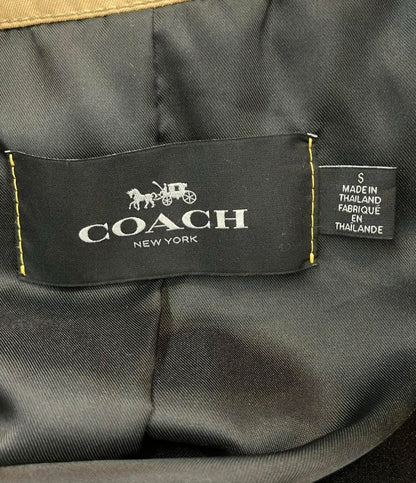 COACH
NEW YORK
S
MADE IN
THAILAND
FABRIQUÉ
EN
THAÏLANDE